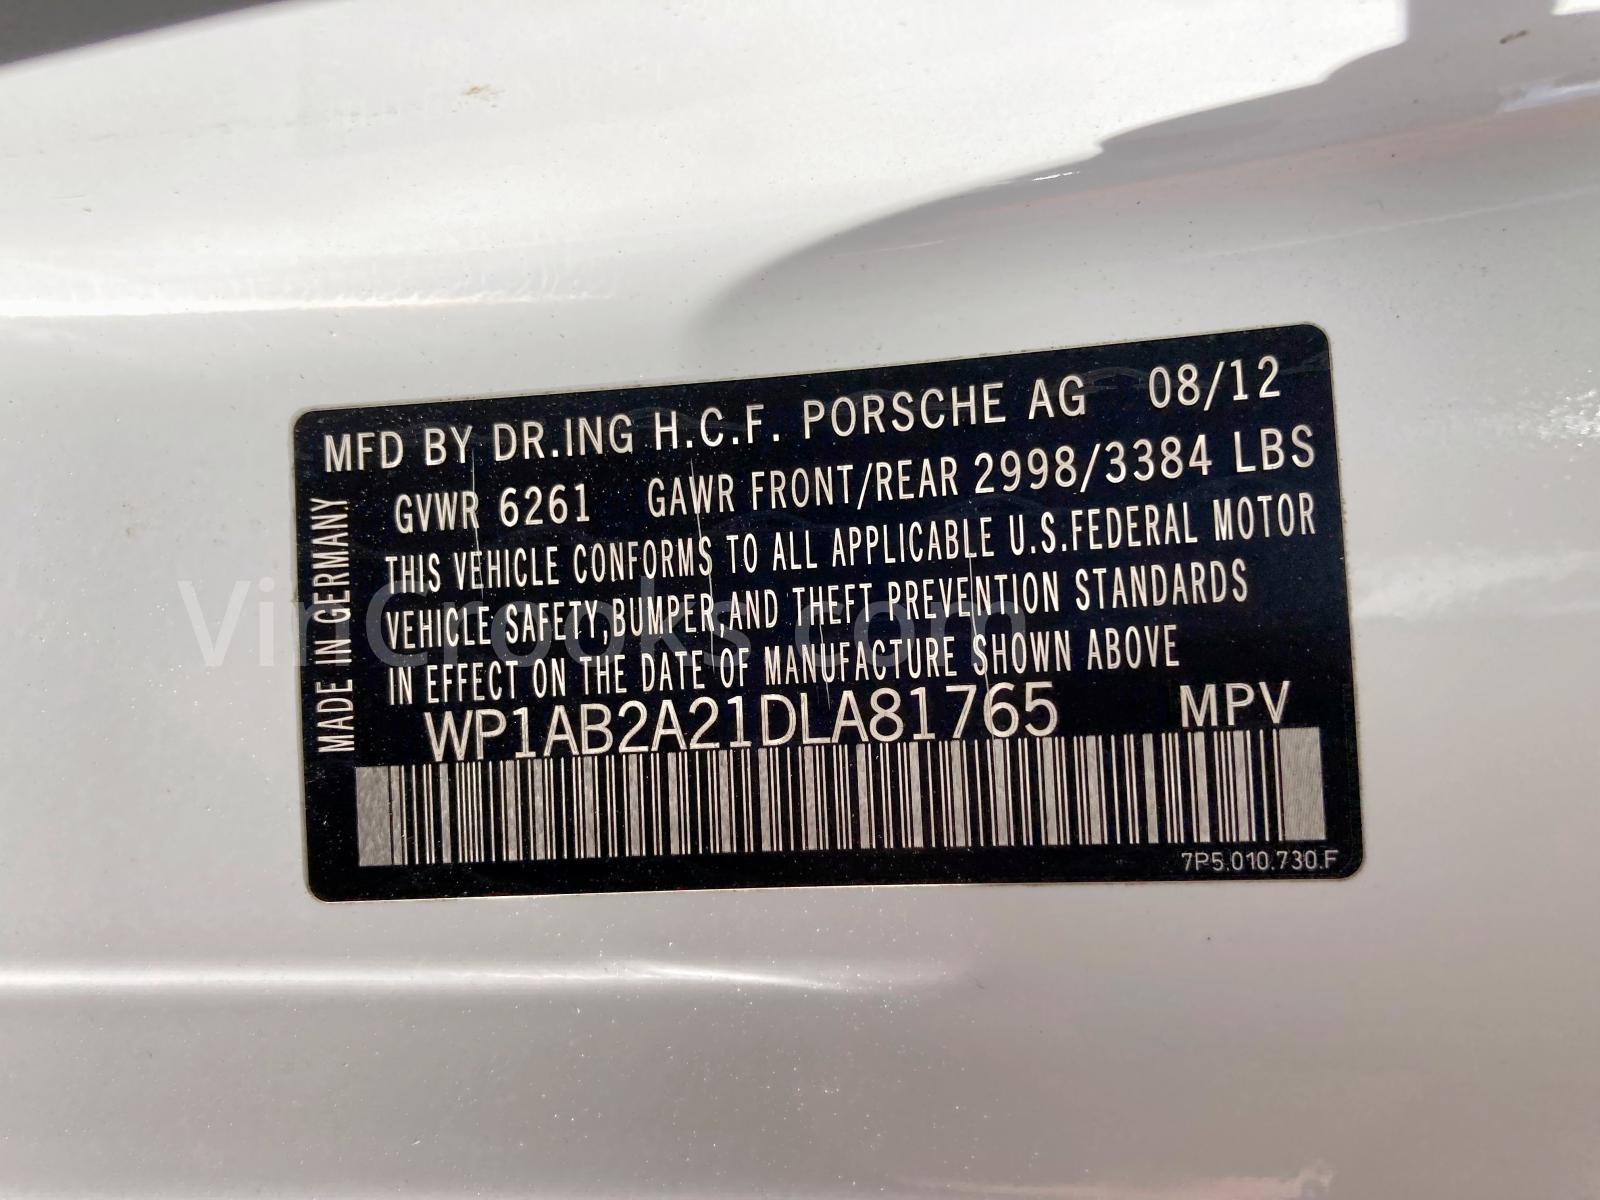 MFD BY DR.ING H.C.F. PORSCHE AG 08/12
GVWR 6261 GAWR FRONT/REAR 2998/3384 LBS
THIS VEHICLE CONFORMS TO ALL APPLICABLE U.S.FEDERAL MOTOR
VEHICLE SAFETY,BUMPER,AND THEFT PREVENTION STANDARDS
IN EFFECT ON THE DATE OF MANUFACTURE SHOWN ABOVE
WP1AB2A21DLA81765 MPV
7P5.010.730.F
MADE IN GERMANY
VinCrooks.com